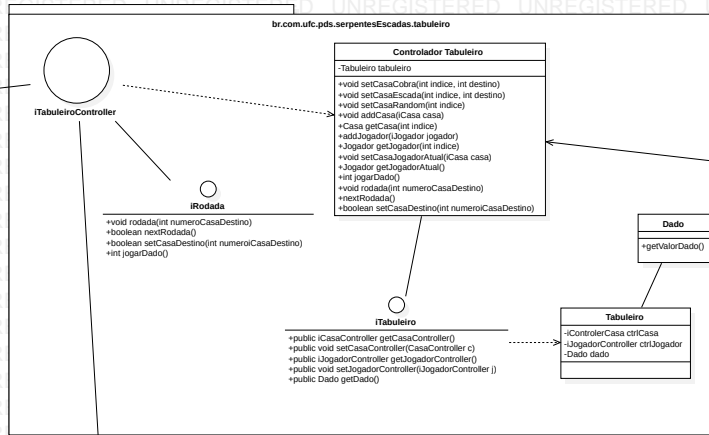 UNREGISTERED UNREGISTERED UNREGISTERED
br.com.ufc.pds.serpentesEscadas.tabuleiro
iTabuleiroController
Controlador Tabuleiro
-Tabuleiro tabuleiro
+void setCasaCobra(int indice, int destino)
+void setCasaEscada(int indice, int destino)
+void setCasaRandom(int indice)
+void addCasa(iCasa casa)
+Casa getCasa(int indice)
+addJogador(iJogador jogador)
+Jogador getJogador(int indice)
+void setCasaJogadorAtual(iCasa casa)
+Jogador getJogadorAtual()
+int jogarDado()
+void rodada(int numeroCasaDestino)
+nextRodada()
+boolean setCasaDestino(int numeroiCasaDestino)
iRodada
+void rodada(int numeroCasaDestino)
+boolean nextRodada()
+boolean setCasaDestino(int numeroiCasaDestino)
+int jogarDado()
Dado
+getValorDado()
iTabuleiro
+public iCasaController getCasaController()
+public void setCasaController(CasaController c)
+public iJogadorController getJogadorController()
+public void setJogadorController(iJogadorController j)
+public Dado getDado()
Tabuleiro
-iControlerCasa ctrlCasa
-iJogadorController ctrlJogador
-Dado dado